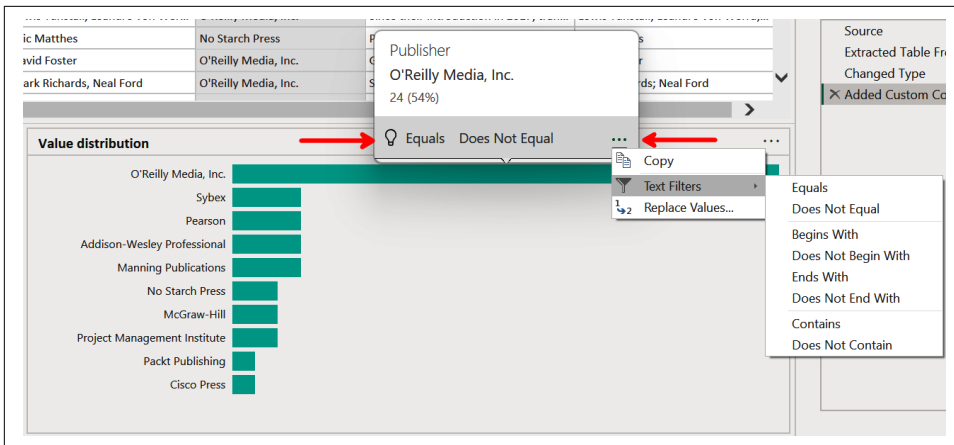 ic Matthes No Starch Press
Source
Publisher
avid Foster O'Reilly Media, Inc.
Extracted Table Fr
O'Reilly Media, Inc.
Changed Type
ark Richards, Neal Ford O'Reilly Media, Inc. rds; Neal Ford
24 (54%)
Added Custom Co
Equals Does Not Equal ...
Value distribution ...
Copy
Text Filters
Replace Values...
Equals
Does Not Equal
Begins With
Does Not Begin With
Ends With
Does Not End With
Contains
Does Not Contain
O'Reilly Media, Inc.
Sybex
Pearson
Addison-Wesley Professional
Manning Publications
No Starch Press
McGraw-Hill
Project Management Institute
Packt Publishing
Cisco Press